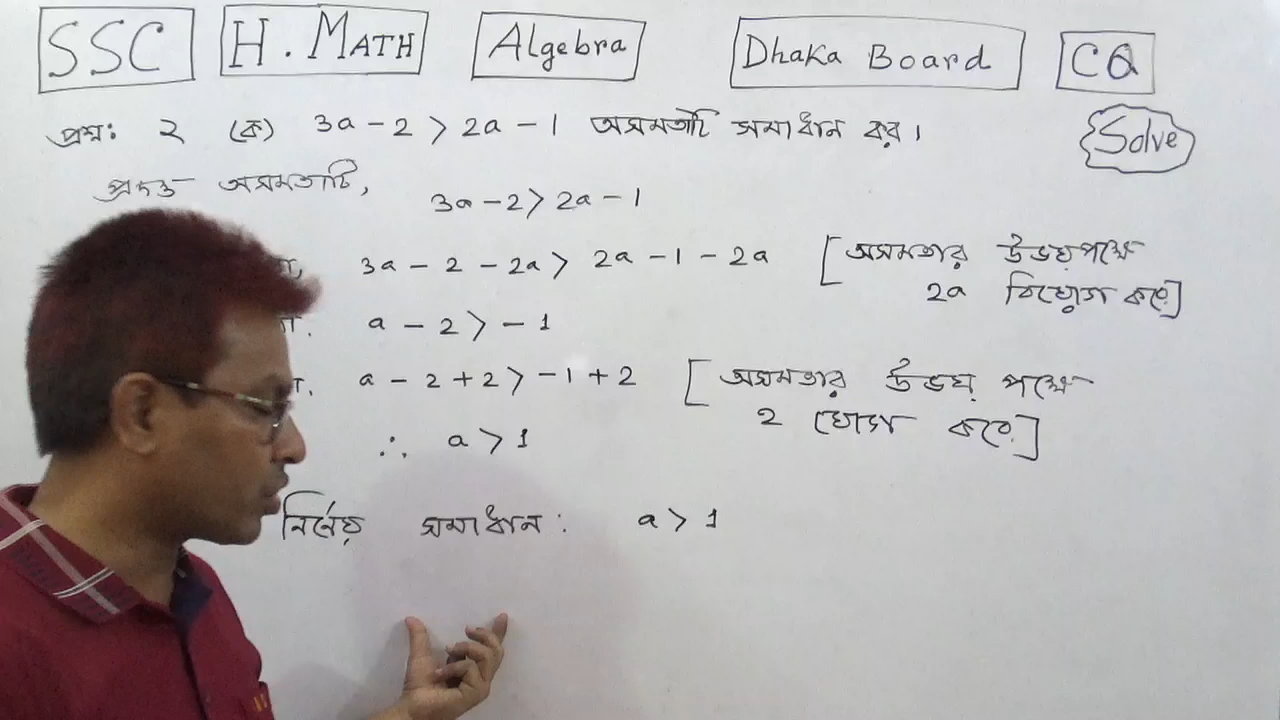 SSC H. MATH Algebra Dhaka Board CQ
প্রশ্ন: ২ (ক) 3a - 2 > 2a - 1 অসমতাটি সমাধান কর।
Solve
প্রদত্ত অসমতাটি,
3a - 2 > 2a - 1
3a - 2 - 2a > 2a - 1 - 2a [অসমতার উভয়পক্ষে
2a বিয়োগ করে]
a - 2 > - 1
a - 2 + 2 > -1 + 2 [অসমতার উভয় পক্ষে
2 যোগ করে]
∴ a > 1
নির্নেয় সমাধান: a > 1